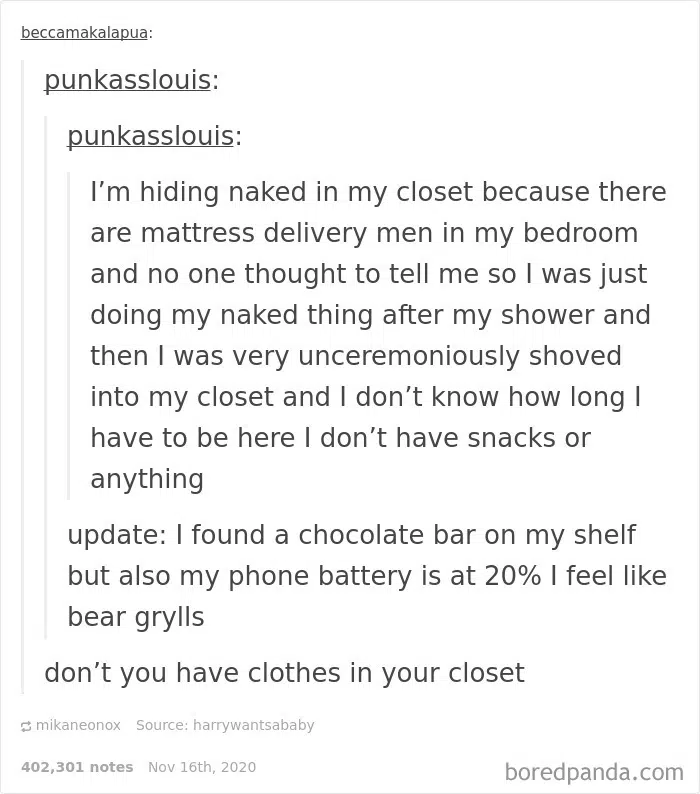 beccamakalapua:
punkasslouis:
punkasslouis:
I’m hiding naked in my closet because there
are mattress delivery men in my bedroom
and no one thought to tell me so I was just
doing my naked thing after my shower and
then I was very unceremoniously shoved
into my closet and I don’t know how long I
have to be here I don’t have snacks or
anything
update: I found a chocolate bar on my shelf
but also my phone battery is at 20% I feel like
bear grylls
don’t you have clothes in your closet
mikaneonox Source: harrywantsababy
402,301 notes Nov 16th, 2020
boredpanda.com